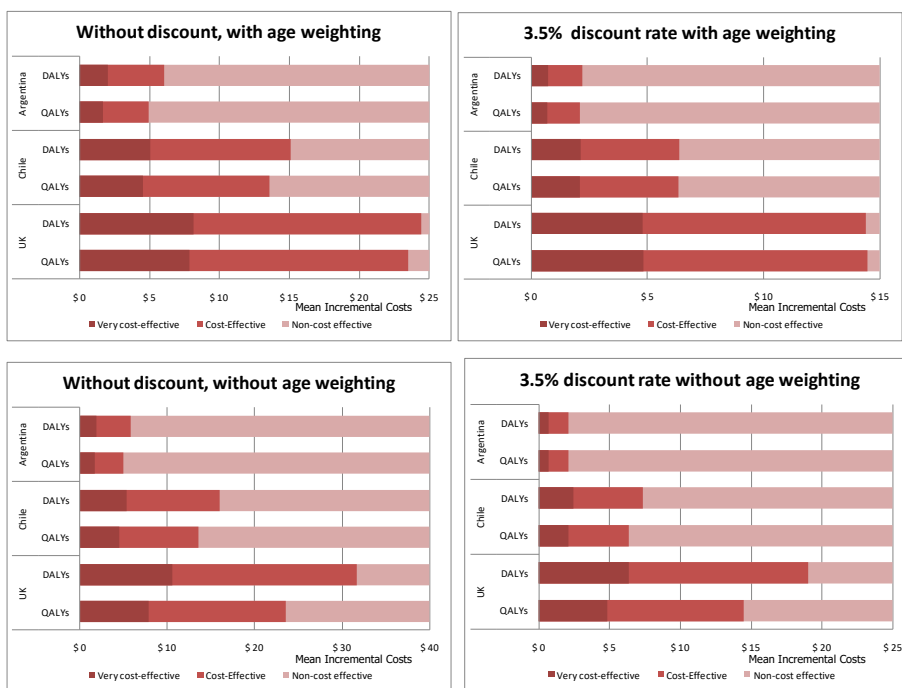 Without discount, with age weighting
Argentina
DALYs
QALYs
Chile
DALYs
QALYs
UK
DALYs
QALYs
$ 0 $ 5 $ 10 $ 15 $ 20 $ 25
Mean Incremental Costs
Very cost-effective Cost-Effective Non-cost effective
3.5% discount rate with age weighting
Argentina
DALYs
QALYs
Chile
DALYs
QALYs
UK
DALYs
QALYs
$ 0 $ 5 $ 10 $ 15
Mean Incremental Costs
Very cost-effective Cost-Effective Non-cost effective
Without discount, without age weighting
Argentina
DALYs
QALYs
Chile
DALYs
QALYs
UK
DALYs
QALYs
$ 0 $ 10 $ 20 $ 30 $ 40
Mean Incremental Costs
Very cost-effective Cost-Effective Non-cost effective
3.5% discount rate without age weighting
Argentina
DALYs
QALYs
Chile
DALYs
QALYs
UK
DALYs
QALYs
$ 0 $ 5 $ 10 $ 15 $ 20 $ 25
Mean Incremental Costs
Very cost-effective Cost-Effective Non-cost effective